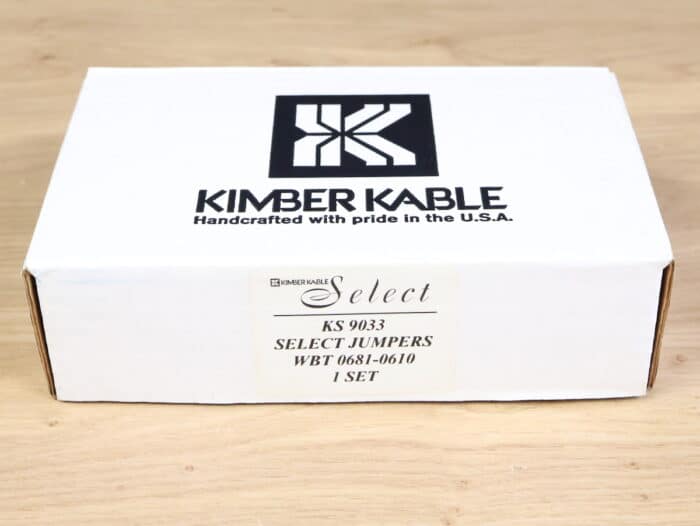 K
KIMBER KABLE
Handcrafted with pride in the U.S.A.
KIMBER KABLE Select
KS 9033
SELECT JUMPERS
WBT 0681-0610
1 SET